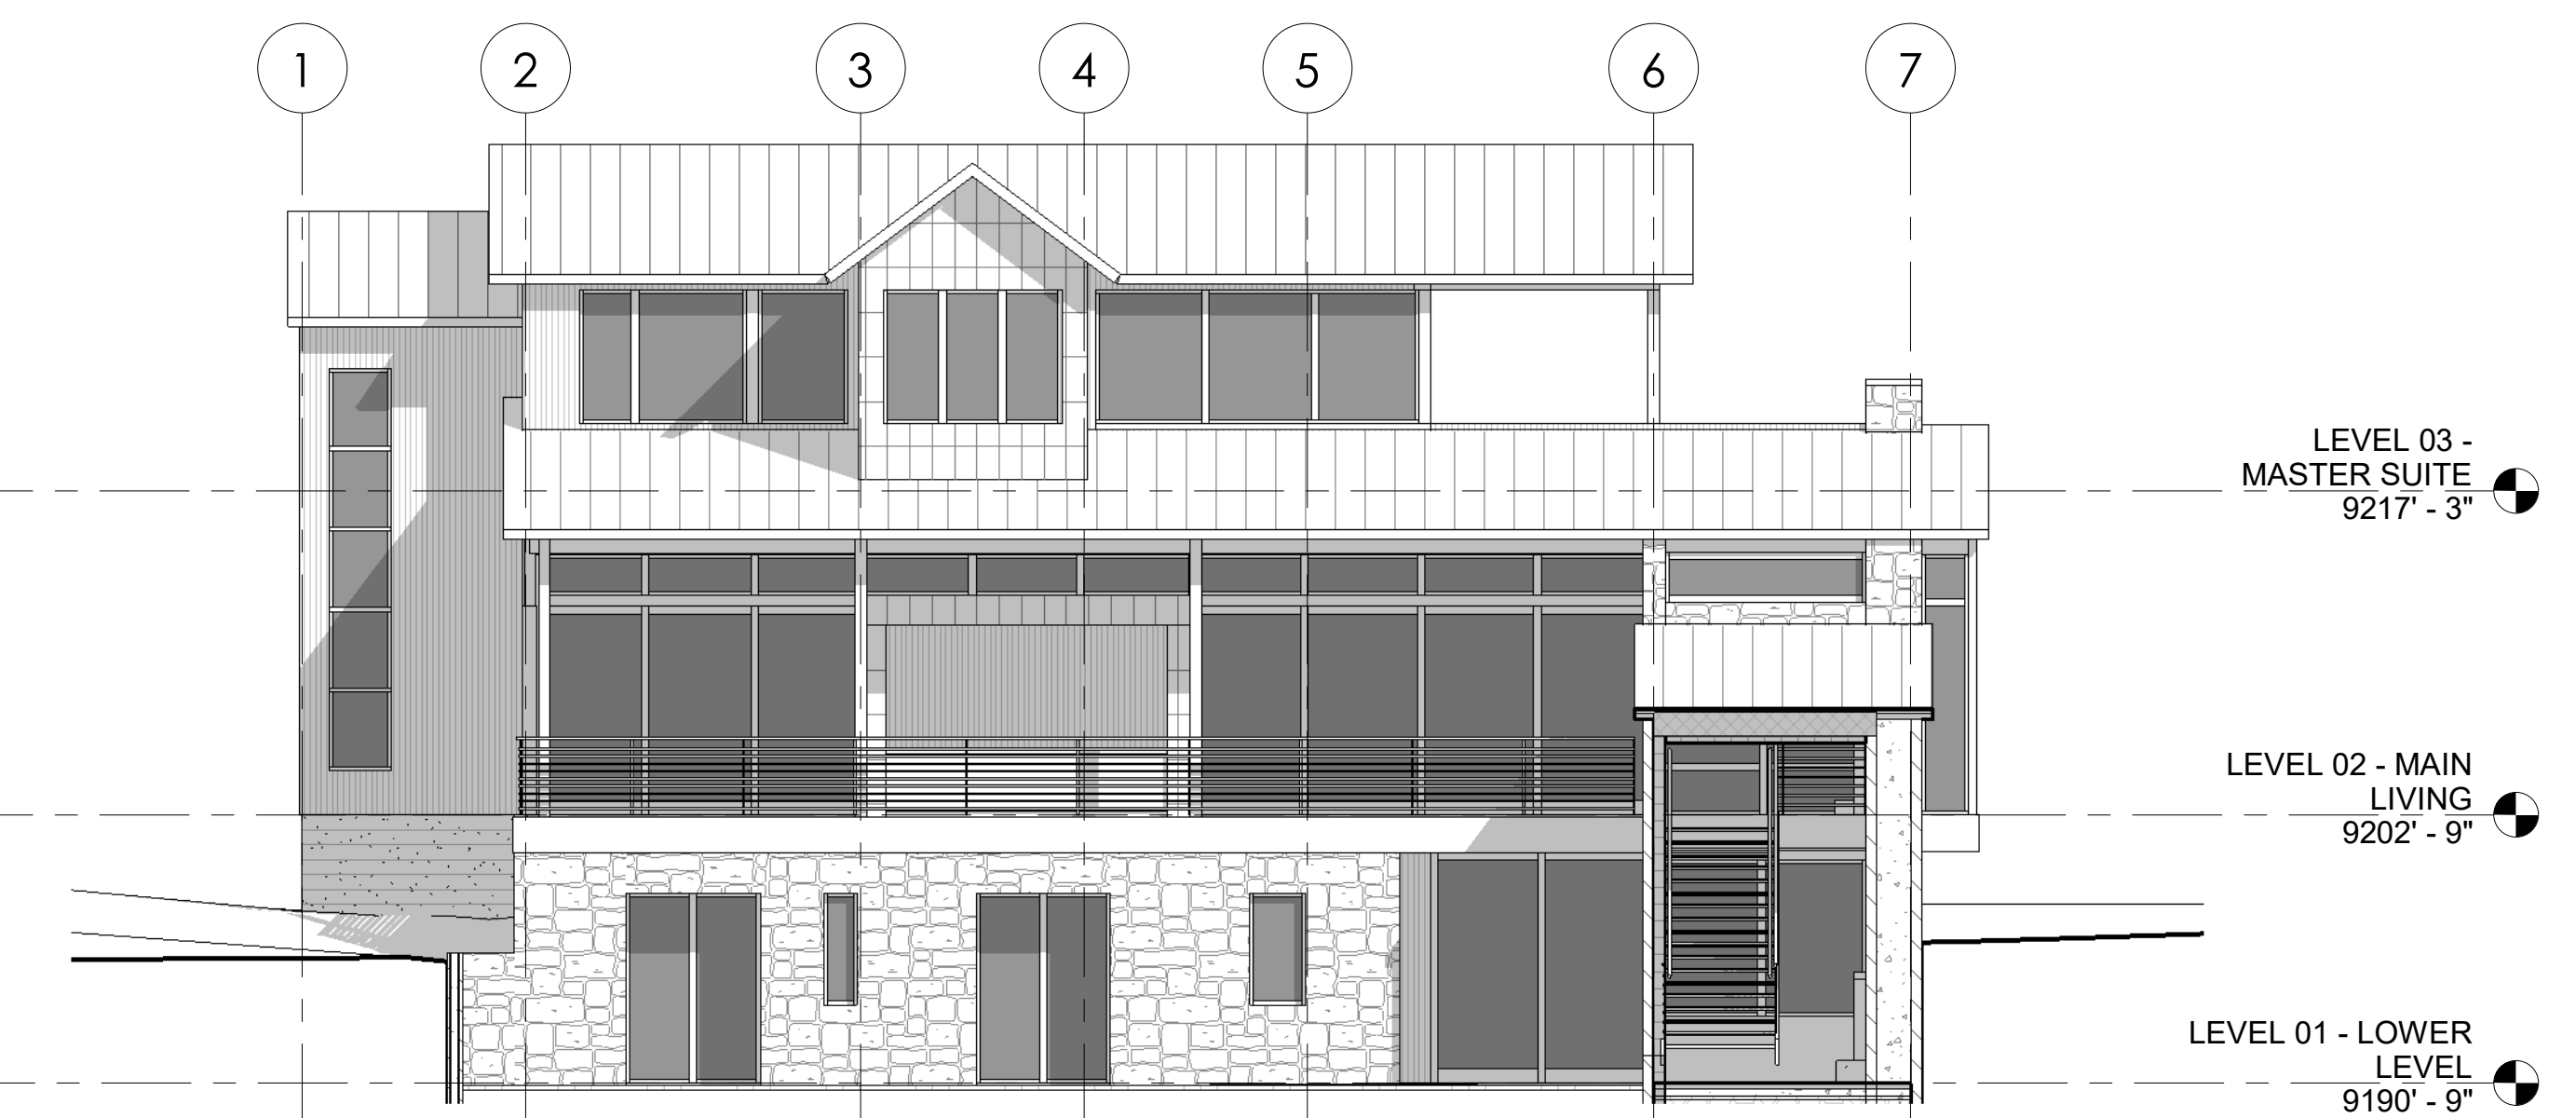 1 2 3 4 5 6 7
LEVEL 03 -
MASTER SUITE
9217' - 3"
LEVEL 02 - MAIN
LIVING
9202' - 9"
LEVEL 01 - LOWER
LEVEL
9190' - 9"